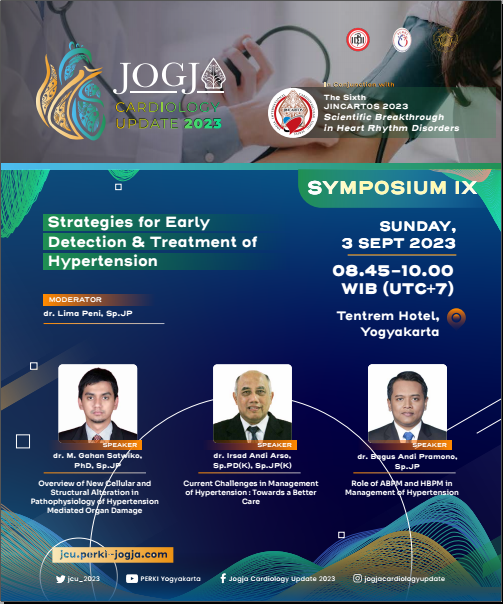 JOGJA
CARDIOLOGY
UPDATE 2023
In Conjunction with
The Sixth
JINCARTOS 2023
Scientific Breakthrough
in Heart Rhythm Disorders
SYMPOSIUM IX
Strategies for Early
Detection & Treatment of
Hypertension
SUNDAY,
3 SEPT 2023
08.45-10.00
WIB (UTC+7)
MODERATOR
dr. Lima Peni, Sp.JP
Tentrem Hotel,
Yogyakarta
SPEAKER
dr. M. Gahan Satwiko,
PhD, Sp.JP
Overview of New Cellular and
Structural Alteration in
Pathophysiology of Hypertension
Mediated Organ Damage
SPEAKER
dr. Irsad Andi Arso,
Sp.PD(K), Sp.JP(K)
Current Challenges in Management
of Hypertension : Towards a Better
Care
SPEAKER
dr. Bagus Andi Pramono,
Sp.JP
Role of ABPM and HBPM in
Management of Hypertension
jcu.perki-jogja.com
jcu_2023
PERKI Yogyakarta
Jogja Cardiology Update 2023
jogjacardiologyupdate